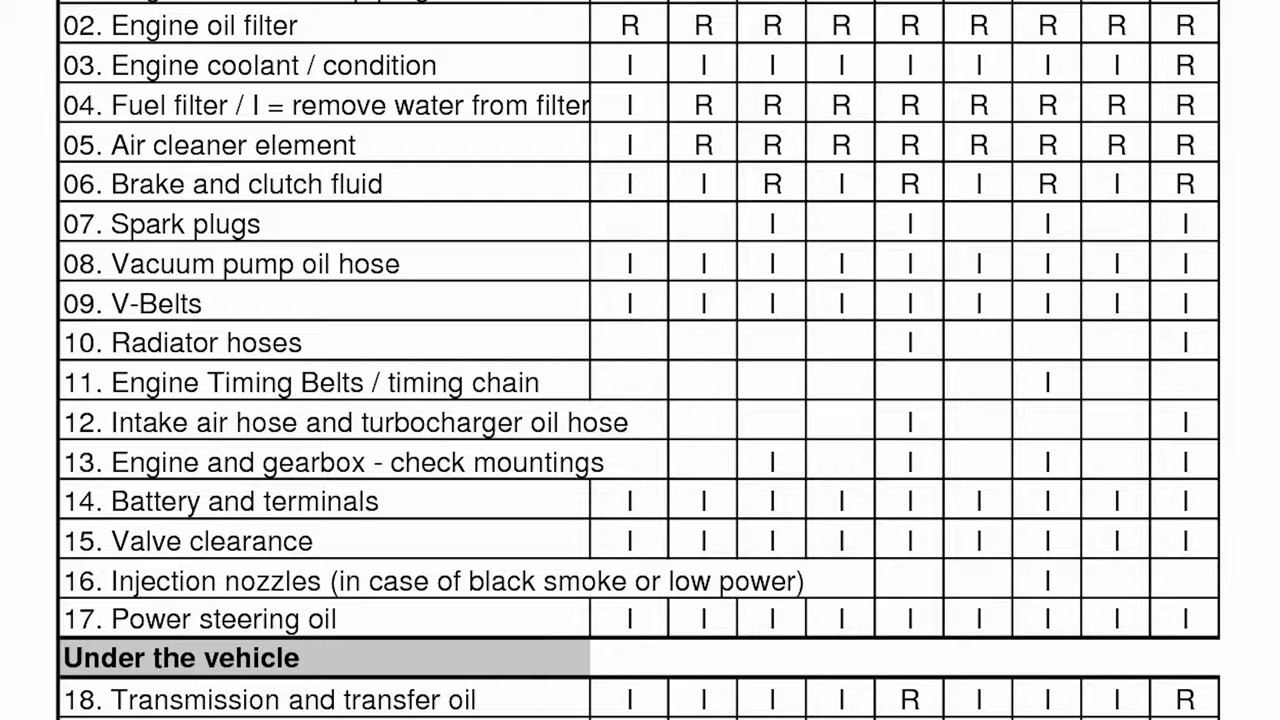 02. Engine oil filter R R R R R R R R R
03. Engine coolant / condition I I I I I I I I R
04. Fuel filter / I = remove water from filter I R R R R R R R R
05. Air cleaner element I R R R R R R R R
06. Brake and clutch fluid I I R I R I R I R
07. Spark plugs I I I I
08. Vacuum pump oil hose I I I I I I I I I
09. V-Belts I I I I I I I I I
10. Radiator hoses I I
11. Engine Timing Belts / timing chain I
12. Intake air hose and turbocharger oil hose I I
13. Engine and gearbox - check mountings I I I I
14. Battery and terminals I I I I I I I I I
15. Valve clearance I I I I I I I I I
16. Injection nozzles (in case of black smoke or low power) I
17. Power steering oil I I I I I I I I I
Under the vehicle
18. Transmission and transfer oil I I I I R I I I R